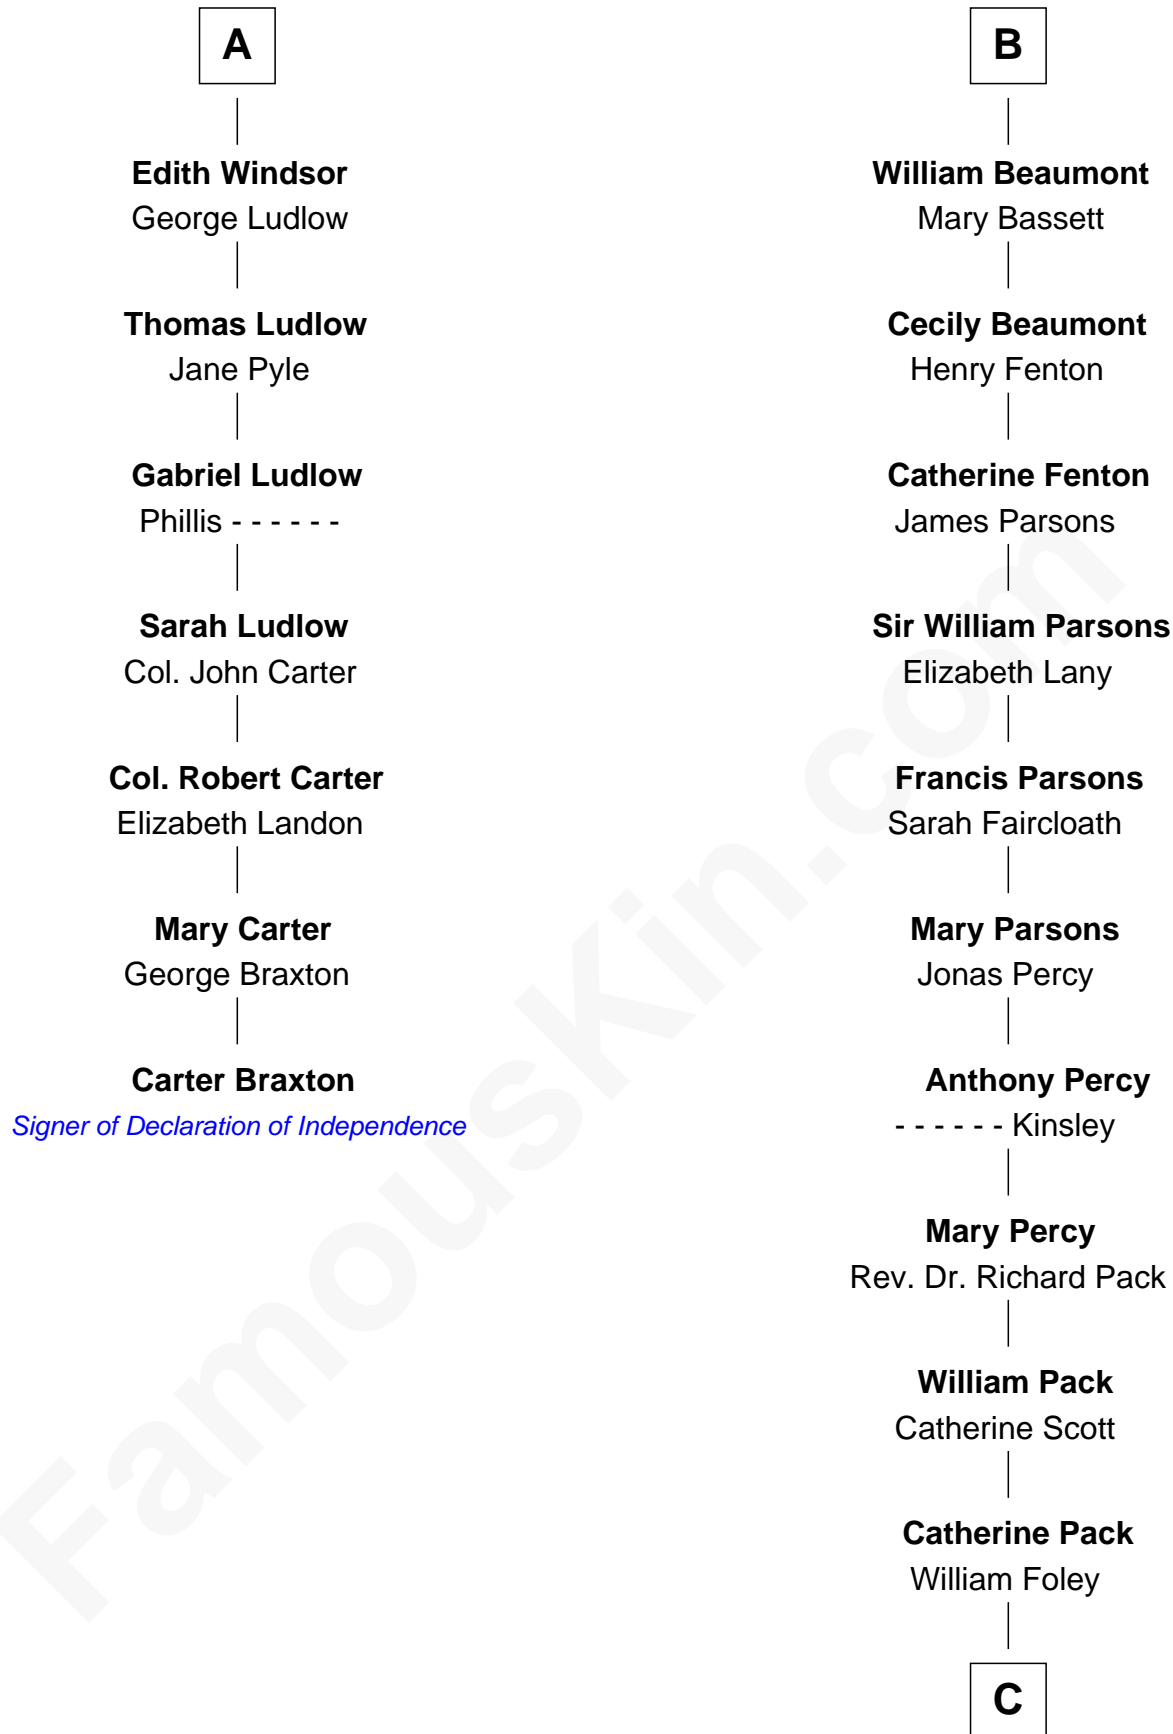 A
Edith Windsor
George Ludlow
Thomas Ludlow
Jane Pyle
Gabriel Ludlow
Phillis - - - - - -
Sarah Ludlow
Col. John Carter
Col. Robert Carter
Elizabeth Landon
Mary Carter
George Braxton
Carter Braxton
Signer of Declaration of Independence
B
William Beaumont
Mary Bassett
Cecily Beaumont
Henry Fenton
Catherine Fenton
James Parsons
Sir William Parsons
Elizabeth Lany
Francis Parsons
Sarah Faircloath
Mary Parsons
Jonas Percy
Anthony Percy
- - - - - - Kinsley
Mary Percy
Rev. Dr. Richard Pack
William Pack
Catherine Scott
Catherine Pack
William Foley
C
FamousKin.com